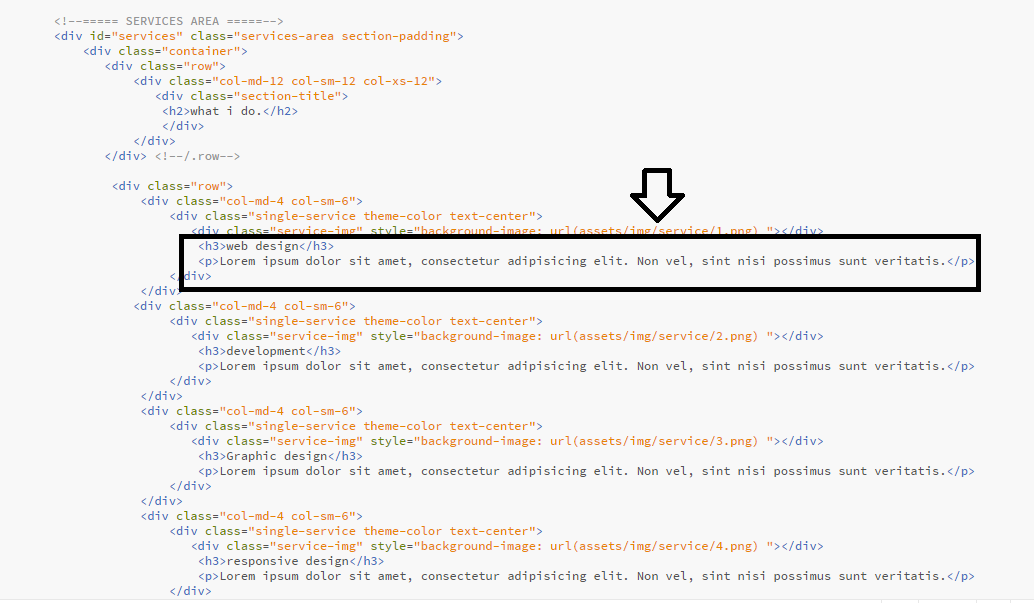 <!--===== SERVICES AREA =====-->
<div id="services" class="services-area section-padding">
<div class="container">
<div class="row">
<div class="col-md-12 col-sm-12 col-xs-12">
<div class="section-title">
<h2>what i do.</h2>
</div>
</div>
</div> <!--/.row-->
<div class="row">
<div class="col-md-4 col-sm-6">
<div class="single-service theme-color text-center">
<div class="service-img" style="background-image: url(assets/img/service/1.png) "></div>
<h3>web design</h3>
<p>Lorem ipsum dolor sit amet, consectetur adipisicing elit. Non vel, sint nisi possimus sunt veritatis.</p>
</div>
</div>
<div class="col-md-4 col-sm-6">
<div class="single-service theme-color text-center">
<div class="service-img" style="background-image: url(assets/img/service/2.png) "></div>
<h3>development</h3>
<p>Lorem ipsum dolor sit amet, consectetur adipisicing elit. Non vel, sint nisi possimus sunt veritatis.</p>
</div>
</div>
<div class="col-md-4 col-sm-6">
<div class="single-service theme-color text-center">
<div class="service-img" style="background-image: url(assets/img/service/3.png) "></div>
<h3>Graphic design</h3>
<p>Lorem ipsum dolor sit amet, consectetur adipisicing elit. Non vel, sint nisi possimus sunt veritatis.</p>
</div>
</div>
<div class="col-md-4 col-sm-6">
<div class="single-service theme-color text-center">
<div class="service-img" style="background-image: url(assets/img/service/4.png) "></div>
<h3>responsive design</h3>
<p>Lorem ipsum dolor sit amet, consectetur adipisicing elit. Non vel, sint nisi possimus sunt veritatis.</p>
</div>